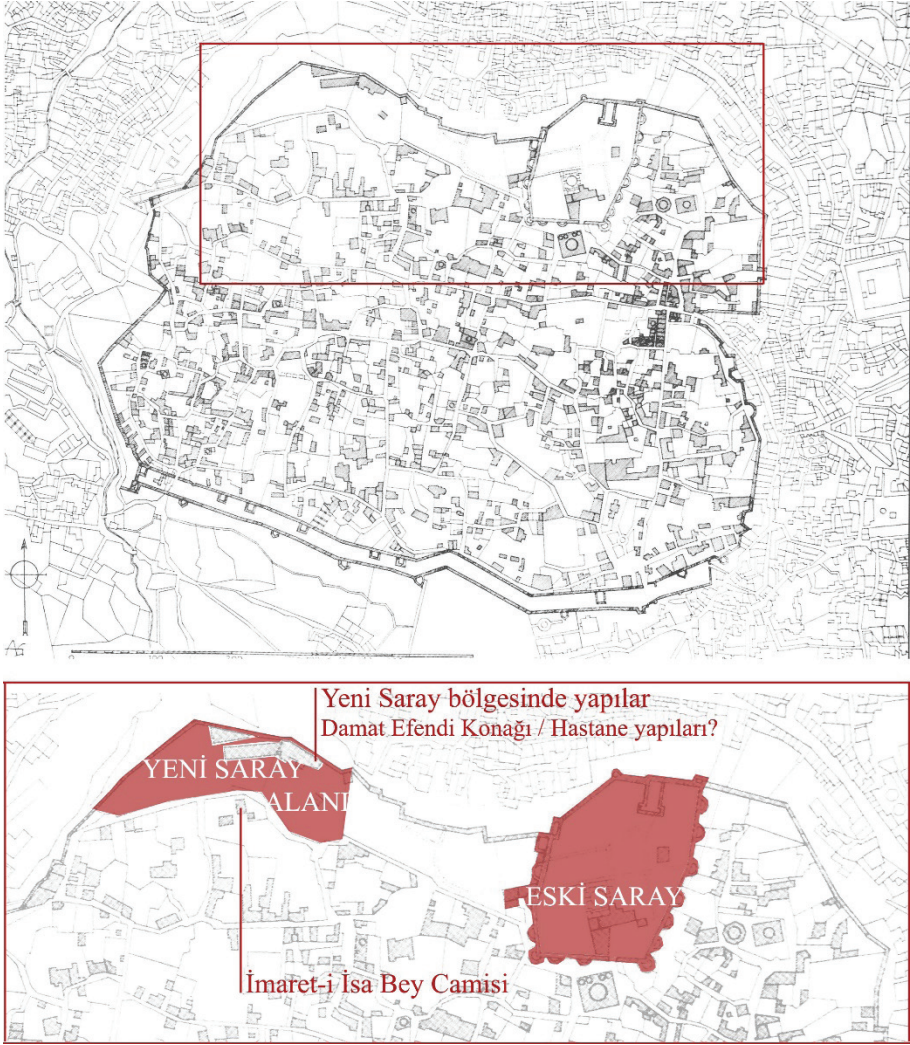 Yeni Saray bölgesinde yapılar
Damat Efendi Konağı / Hastane yapıları?
YENİ SARAY
ALANI
ESKİ SARAY
İmaret-i İsa Bey Camisi